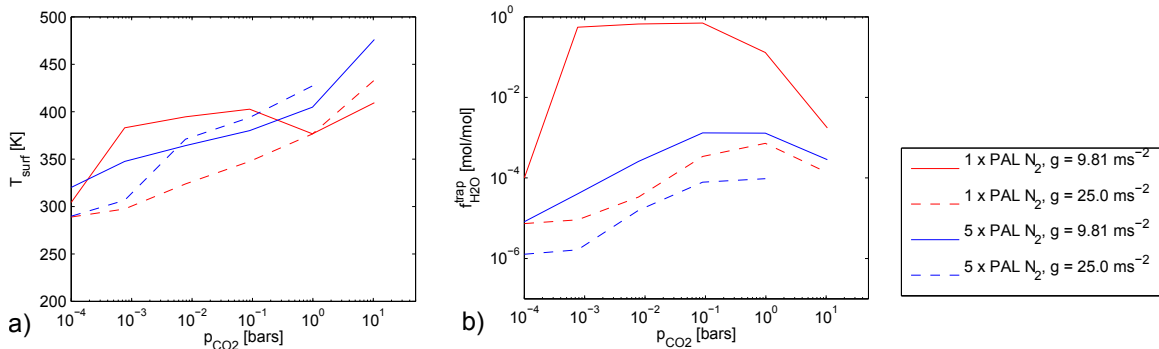 500
450
400
350
300
250
200
T_surf [K]
10^-4
10^-3
10^-2
10^-1
10^0
10^1
p_CO2 [bars]
a)
10^0
10^-2
10^-4
10^-6
f^trap_H2O [mol/mol]
10^-4
10^-3
10^-2
10^-1
10^0
10^1
p_CO2 [bars]
b)
1 x PAL N_2, g = 9.81 ms^-2
1 x PAL N_2, g = 25.0 ms^-2
5 x PAL N_2, g = 9.81 ms^-2
5 x PAL N_2, g = 25.0 ms^-2